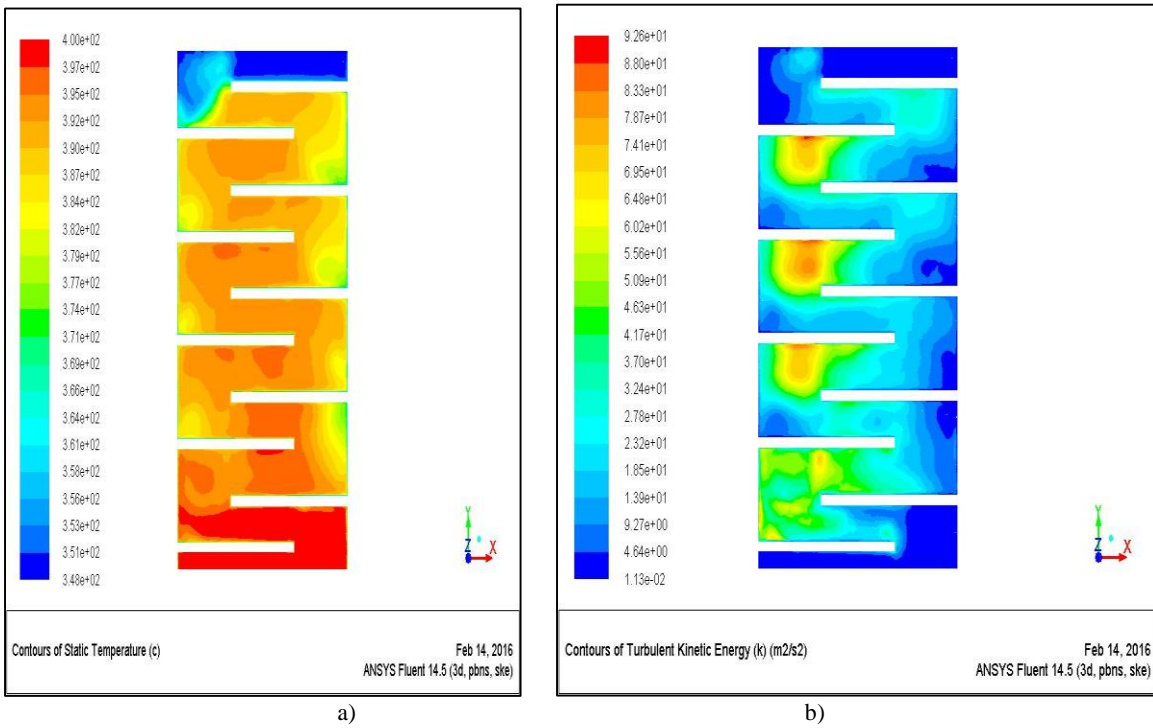 4.00e+02
3.97e+02
3.95e+02
3.92e+02
3.90e+02
3.87e+02
3.84e+02
3.82e+02
3.79e+02
3.77e+02
3.74e+02
3.71e+02
3.69e+02
3.66e+02
3.64e+02
3.61e+02
3.58e+02
3.56e+02
3.53e+02
3.51e+02
3.48e+02
Y
Z
X
Contours of Static Temperature (c)
Feb 14, 2016
ANSYS Fluent 14.5 (3d, pbns, ske)
a)
9.26e+01
8.80e+01
8.33e+01
7.87e+01
7.41e+01
6.95e+01
6.48e+01
6.02e+01
5.56e+01
5.09e+01
4.63e+01
4.17e+01
3.70e+01
3.24e+01
2.78e+01
2.32e+01
1.85e+01
1.39e+01
9.27e+00
4.64e+00
1.13e-02
Y
Z
X
Contours of Turbulent Kinetic Energy (k) (m2/s2)
Feb 14, 2016
ANSYS Fluent 14.5 (3d, pbns, ske)
b)